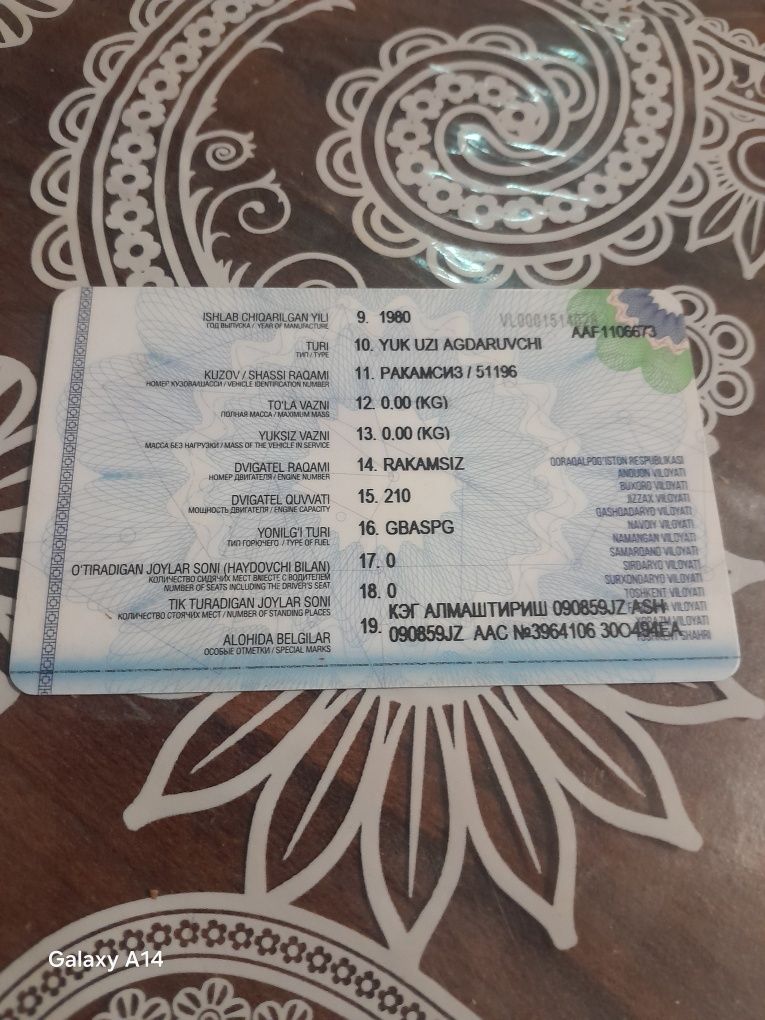 ISHLAB CHIQARILGAN YILI 9. 1980
ГОД ВЫПУСКА / YEAR OF MANUFACTURE
AAF1106673
TURI 10. YUK UZI AGDARUVCHI
ТИП / TYPE
KUZOV / SHASSI RAQAMI 11. РАКАМСИЗ / 51196
НОМЕР КУЗОВА/ШАССИ / VEHICLE IDENTIFICATION NUMBER
TO'LA VAZNI 12. 0.00 (KG)
ПОЛНАЯ МАССА / MAXIMUM MASS
YUKSIZ VAZNI 13. 0.00 (KG)
МАССА БЕЗ НАГРУЗКИ / MASS OF THE VEHICLE IN SERVICE
DVIGATEL RAQAMI 14. RAKAMSIZ
НОМЕР ДВИГАТЕЛЯ / ENGINE NUMBER
DVIGATEL QUVVATI 15. 210
МОЩНОСТЬ ДВИГАТЕЛЯ / ENGINE CAPACITY
YONILG'I TURI 16. GBASPG
ТИП ГОРЮЧЕГО / TYPE OF FUEL
O'TIRADIGAN JOYLAR SONI (HAYDOVCHI BILAN) 17. 0
КОЛИЧЕСТВО СИДЯЧИХ МЕСТ ВМЕСТЕ С ВОДИТЕЛЕМ
NUMBER OF SEATS INCLUDING THE DRIVER'S SEAT
TIK TURADIGAN JOYLAR SONI 18. 0
КОЛИЧЕСТВО СТОЯЧИХ МЕСТ / NUMBER OF STANDING PLACES
ALOHIDA BELGILAR 19. КЭГ АЛМАШТИРИШ 090859JZ ASH
ОСОБЫЕ ОТМЕТКИ / SPECIAL MARKS
090859JZ AAC №3964106 30
QORAQALPOG'ISTON RESPUBLIKASI
ANDIJON VILOYATI
BUXORO VILOYATI
JIZZAX VILOYATI
QASHQADARYO VILOYATI
NAVOIY VILOYATI
NAMANGAN VILOYATI
SAMARQAND VILOYATI
SIRDARYO VILOYATI
SURXONDARYO VILOYATI
TOSHKENT VILOYATI
VILOYATI
VILOYATI
SHAHRI
Galaxy A14